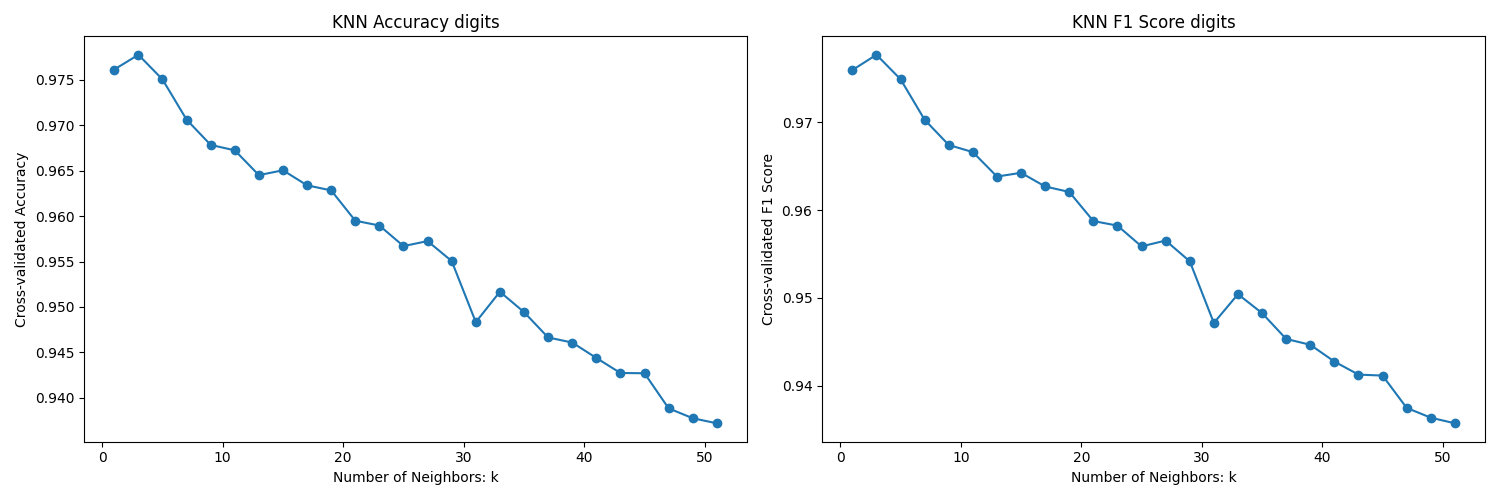 KNN Accuracy digits
Cross-validated Accuracy
0.975
0.970
0.965
0.960
0.955
0.950
0.945
0.940
0 10 20 30 40 50
Number of Neighbors: k
KNN F1 Score digits
Cross-validated F1 Score
0.97
0.96
0.95
0.94
0 10 20 30 40 50
Number of Neighbors: k